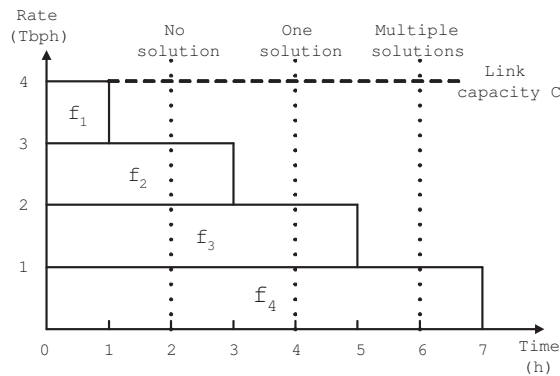 Rate
(Tbph)
No
solution
One
solution
Multiple
solutions
Link
capacity C
4
3
2
1
f1
f2
f3
f4
0 1 2 3 4 5 6 7
Time
(h)